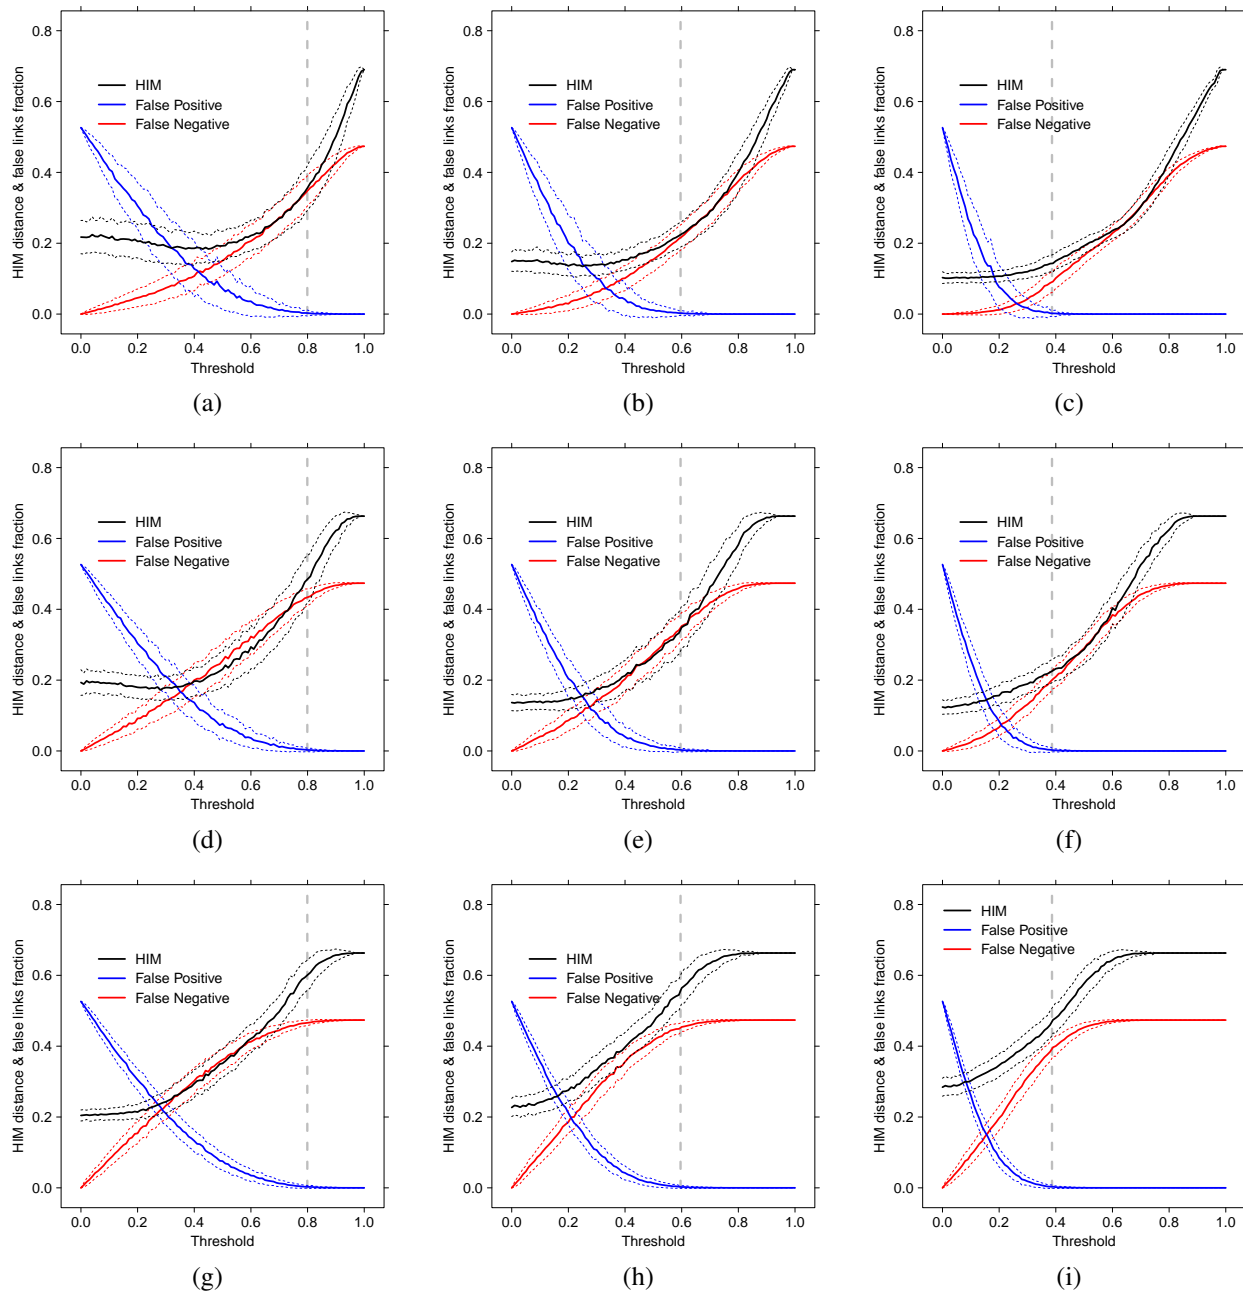 HIM distance & false links fraction
0.8
0.6
0.4
0.2
0.0
HIM
False Positive
False Negative
0.0 0.2 0.4 0.6 0.8 1.0
Threshold
(a)
HIM distance & false links fraction
0.8
0.6
0.4
0.2
0.0
HIM
False Positive
False Negative
0.0 0.2 0.4 0.6 0.8 1.0
Threshold
(b)
HIM distance & false links fraction
0.8
0.6
0.4
0.2
0.0
HIM
False Positive
False Negative
0.0 0.2 0.4 0.6 0.8 1.0
Threshold
(c)
HIM distance & false links fraction
0.8
0.6
0.4
0.2
0.0
HIM
False Positive
False Negative
0.0 0.2 0.4 0.6 0.8 1.0
Threshold
(d)
HIM distance & false links fraction
0.8
0.6
0.4
0.2
0.0
HIM
False Positive
False Negative
0.0 0.2 0.4 0.6 0.8 1.0
Threshold
(e)
HIM distance & false links fraction
0.8
0.6
0.4
0.2
0.0
HIM
False Positive
False Negative
0.0 0.2 0.4 0.6 0.8 1.0
Threshold
(f)
HIM distance & false links fraction
0.8
0.6
0.4
0.2
0.0
HIM
False Positive
False Negative
0.0 0.2 0.4 0.6 0.8 1.0
Threshold
(g)
HIM distance & false links fraction
0.8
0.6
0.4
0.2
0.0
HIM
False Positive
False Negative
0.0 0.2 0.4 0.6 0.8 1.0
Threshold
(h)
HIM distance & false links fraction
0.8
0.6
0.4
0.2
0.0
HIM
False Positive
False Negative
0.0 0.2 0.4 0.6 0.8 1.0
Threshold
(i)